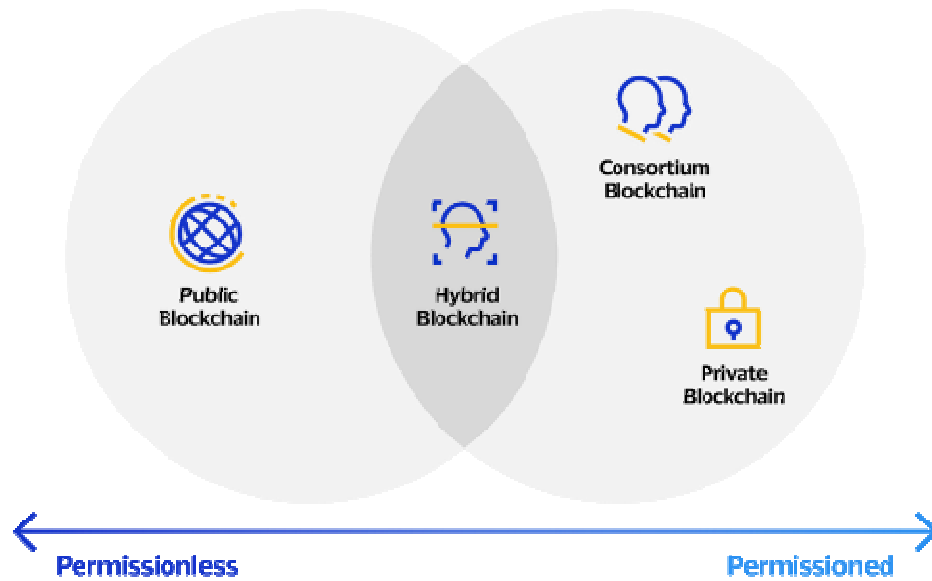 Consortium
Blockchain
Public
Blockchain
Hybrid
Blockchain
Private
Blockchain
Permissionless
Permissioned